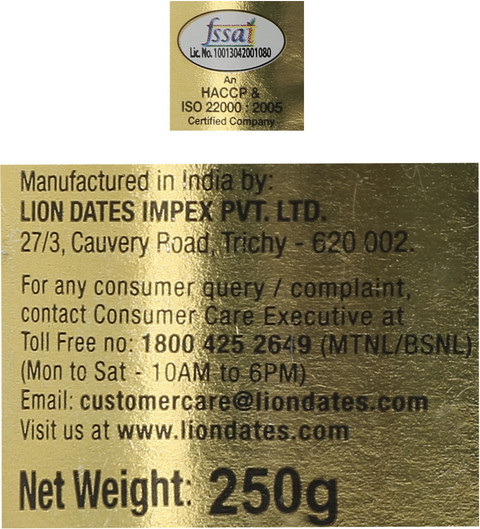 fssai
Lic. No. 10013042001080
An
HACCP &
ISO 22000 : 2005
Certified Company
Manufactured in India by:
LION DATES IMPEX PVT. LTD.
27/3, Cauvery Road, Trichy - 620 002.
For any consumer query / complaint,
contact Consumer Care Executive at
Toll Free no: 1800 425 2649 (MTNL/BSNL)
(Mon to Sat - 10AM to 6PM)
Email: customercare@liondates.com
Visit us at www.liondates.com
Net Weight: 250g